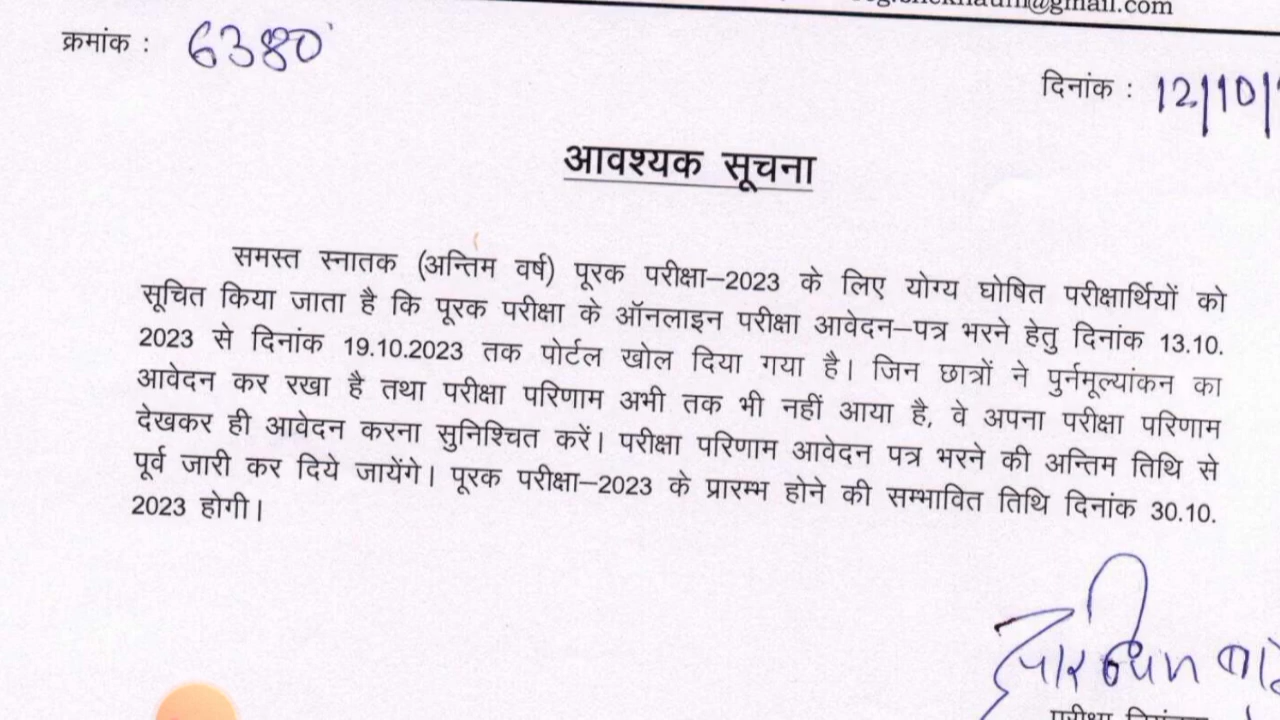 @gmail.com
क्रमांक : 6380
दिनांक : 12/10/
आवश्यक सूचना
समस्त स्नातक (अन्तिम वर्ष) पूरक परीक्षा–2023 के लिए योग्य घोषित परीक्षार्थियों को
सूचित किया जाता है कि पूरक परीक्षा के ऑनलाइन परीक्षा आवेदन–पत्र भरने हेतु दिनांक 13.10.
2023 से दिनांक 19.10.2023 तक पोर्टल खोल दिया गया है। जिन छात्रों ने पुर्नमूल्यांकन का
आवेदन कर रखा है तथा परीक्षा परिणाम अभी तक भी नहीं आया है, वे अपना परीक्षा परिणाम
देखकर ही आवेदन करना सुनिश्चित करें। परीक्षा परिणाम आवेदन पत्र भरने की अन्तिम तिथि से
पूर्व जारी कर दिये जायेंगे। पूरक परीक्षा–2023 के प्रारम्भ होने की सम्भावित तिथि दिनांक 30.10.
2023 होगी।
परीक्षा